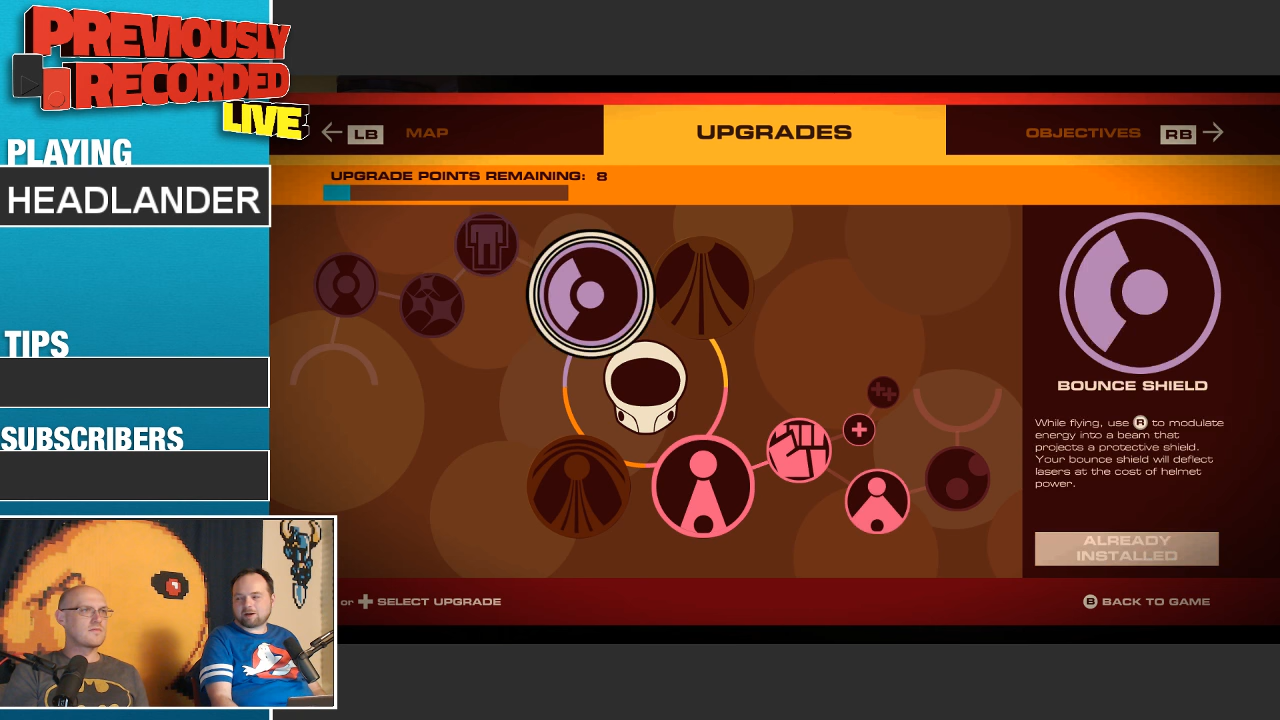 PREVIOUSLY
RECORDED
LIVE
PLAYING
HEADLANDER
TIPS
SUBSCRIBERS
LB MAP
UPGRADES
OBJECTIVES RB
UPGRADE POINTS REMAINING: 8
BOUNCE SHIELD
While flying, use R to modulate
energy into a beam that
projects a protective shield.
Your bounce shield will deflect
lasers at the cost of helmet
power.
ALREADY
INSTALLED
or SELECT UPGRADE
B BACK TO GAME